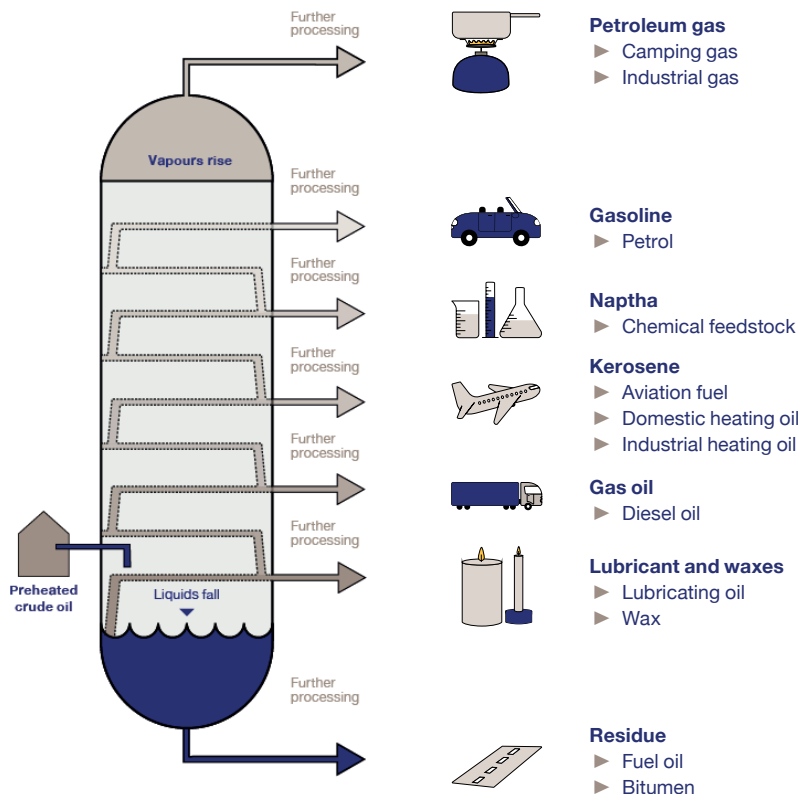 Further
processing
Petroleum gas
► Camping gas
► Industrial gas
Vapours rise
Further
processing
Gasoline
► Petrol
Further
processing
Naptha
► Chemical feedstock
Further
processing
Kerosene
► Aviation fuel
► Domestic heating oil
► Industrial heating oil
Further
processing
Gas oil
► Diesel oil
Further
processing
Lubricant and waxes
► Lubricating oil
► Wax
Preheated
crude oil
Liquids fall
Further
processing
Residue
► Fuel oil
► Bitumen